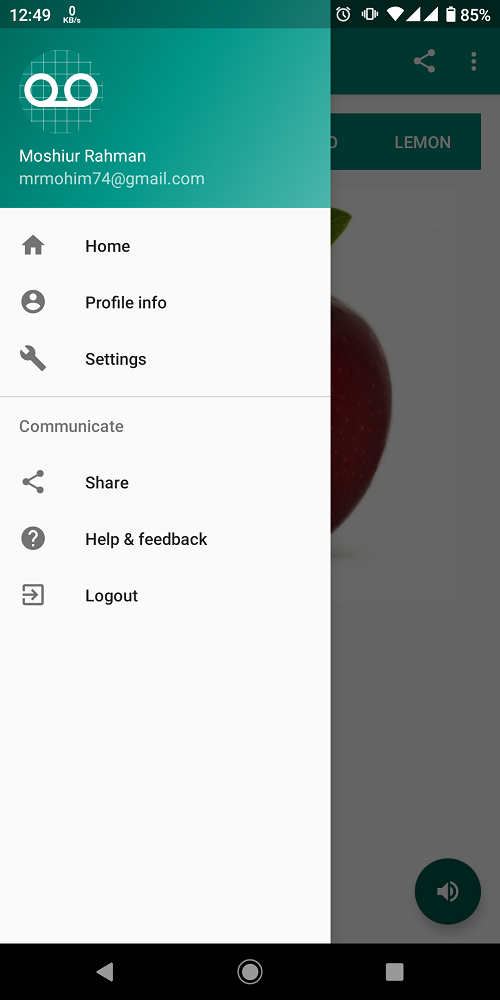 12:49 0 KB/s 85%
LEMON
Moshiur Rahman
mrmohim74@gmail.com
Home
Profile info
Settings
Communicate
Share
Help & feedback
Logout